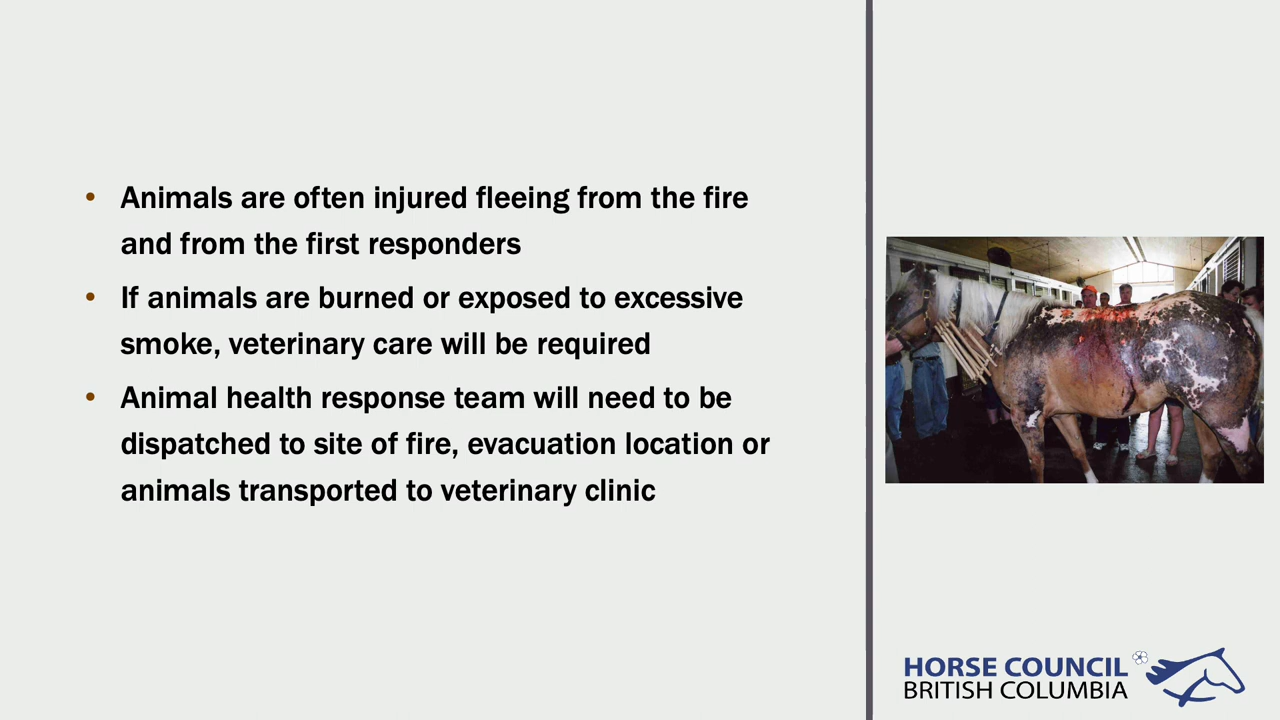 • Animals are often injured fleeing from the fire
and from the first responders
• If animals are burned or exposed to excessive
smoke, veterinary care will be required
• Animal health response team will need to be
dispatched to site of fire, evacuation location or
animals transported to veterinary clinic
HORSE COUNCIL
BRITISH COLUMBIA